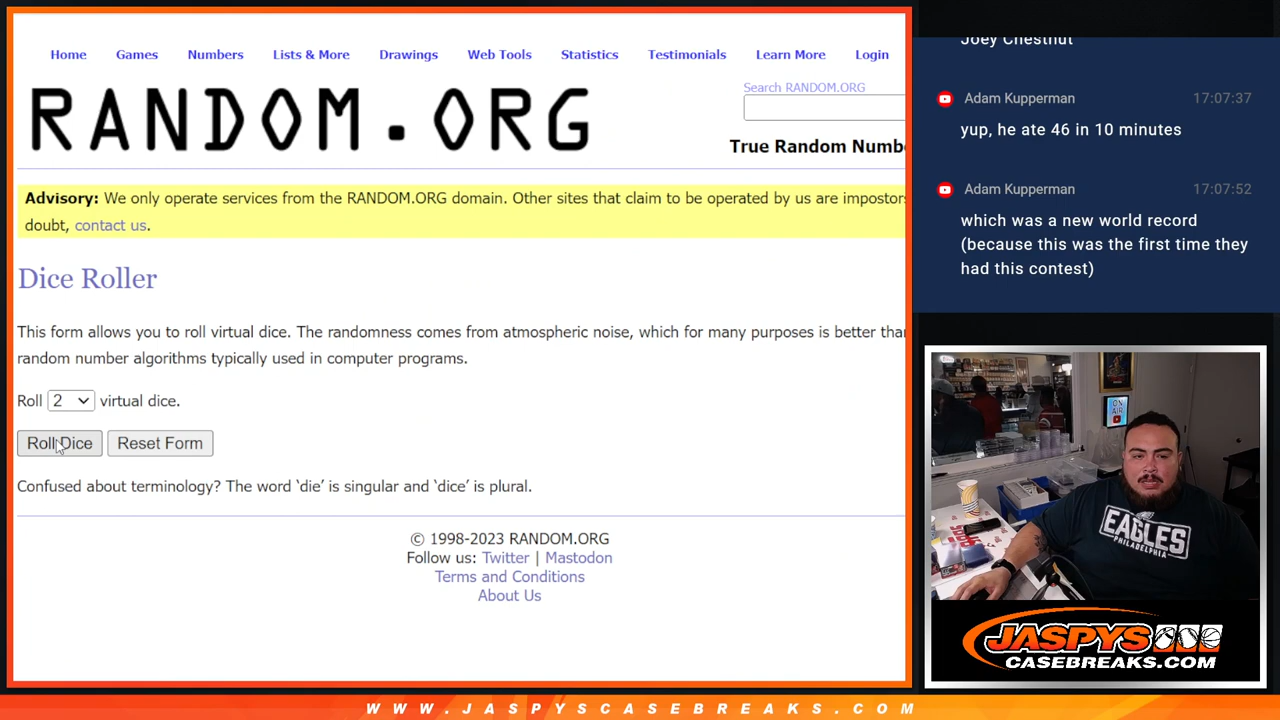 Home Games Numbers Lists & More Drawings Web Tools Statistics Testimonials Learn More Login
RANDOM.ORG
Search RANDOM.ORG
True Random Numb
Advisory: We only operate services from the RANDOM.ORG domain. Other sites that claim to be operated by us are impostors
doubt, contact us.
Dice Roller
This form allows you to roll virtual dice. The randomness comes from atmospheric noise, which for many purposes is better than
random number algorithms typically used in computer programs.
Roll 2 virtual dice.
Roll Dice Reset Form
Confused about terminology? The word ‘die’ is singular and ‘dice’ is plural.
© 1998-2023 RANDOM.ORG
Follow us: Twitter | Mastodon
Terms and Conditions
About Us
Joey Chestnut
Adam Kupperman 17:07:37
yup, he ate 46 in 10 minutes
Adam Kupperman 17:07:52
which was a new world record
(because this was the first time they
had this contest)
ON
AIR
EAGLES
PHILADELPHIA
JASPYS
CASEBREAKS.COM
WWW.JASPYSCASEBREAKS.COM